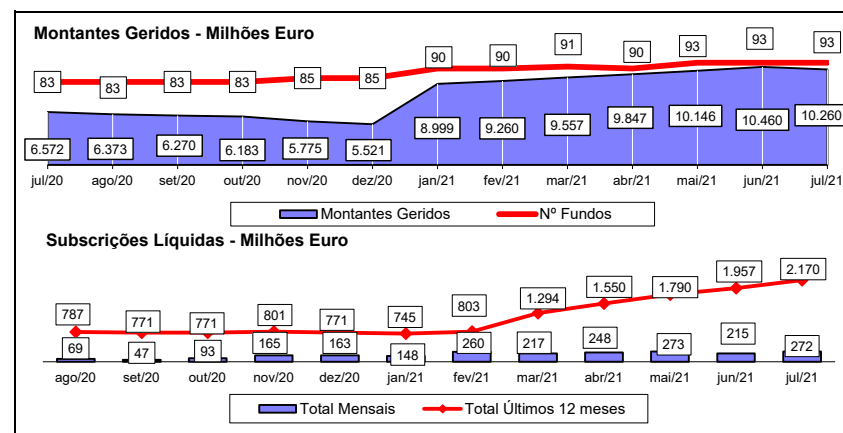 Montantes Geridos - Milhões Euro
83 83 83 83 85 85 90 90 91 90 93 93 93
6.572 6.373 6.270 6.183 5.775 5.521 8.999 9.260 9.557 9.847 10.146 10.460 10.260
jul/20 ago/20 set/20 out/20 nov/20 dez/20 jan/21 fev/21 mar/21 abr/21 mai/21 jun/21 jul/21
Montantes Geridos Nº Fundos
Subscrições Líquidas - Milhões Euro
787 771 771 801 771 745 803 1.294 1.550 1.790 1.957 2.170
69 47 93 165 163 148 260 217 248 273 215 272
ago/20 set/20 out/20 nov/20 dez/20 jan/21 fev/21 mar/21 abr/21 mai/21 jun/21 jul/21
Total Mensais Total Últimos 12 meses